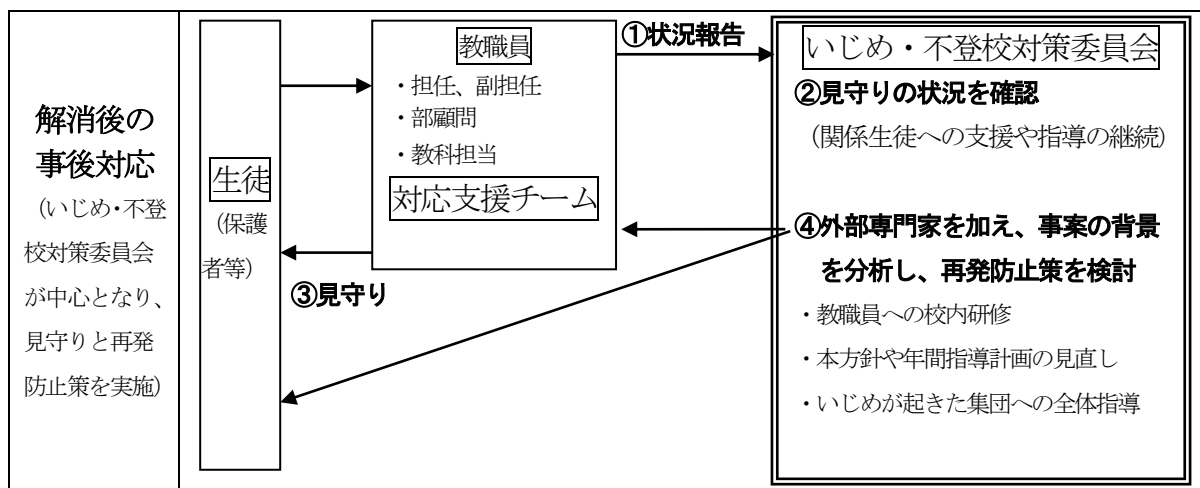 解消後の
事後対応
(いじめ・不登
校対策委員会
が中心となり、
見守りと再発
防止策を実施)
生徒
(保護
者等)
教職員
・担任、副担任
・部顧問
・教科担当
対応支援チーム
③見守り
①状況報告
いじめ・不登校対策委員会
②見守りの状況を確認
(関係生徒への支援や指導の継続)
④外部専門家を加え、事案の背景
を分析し、再発防止策を検討
・教職員への校内研修
・本方針や年間指導計画の見直し
・いじめが起きた集団への全体指導